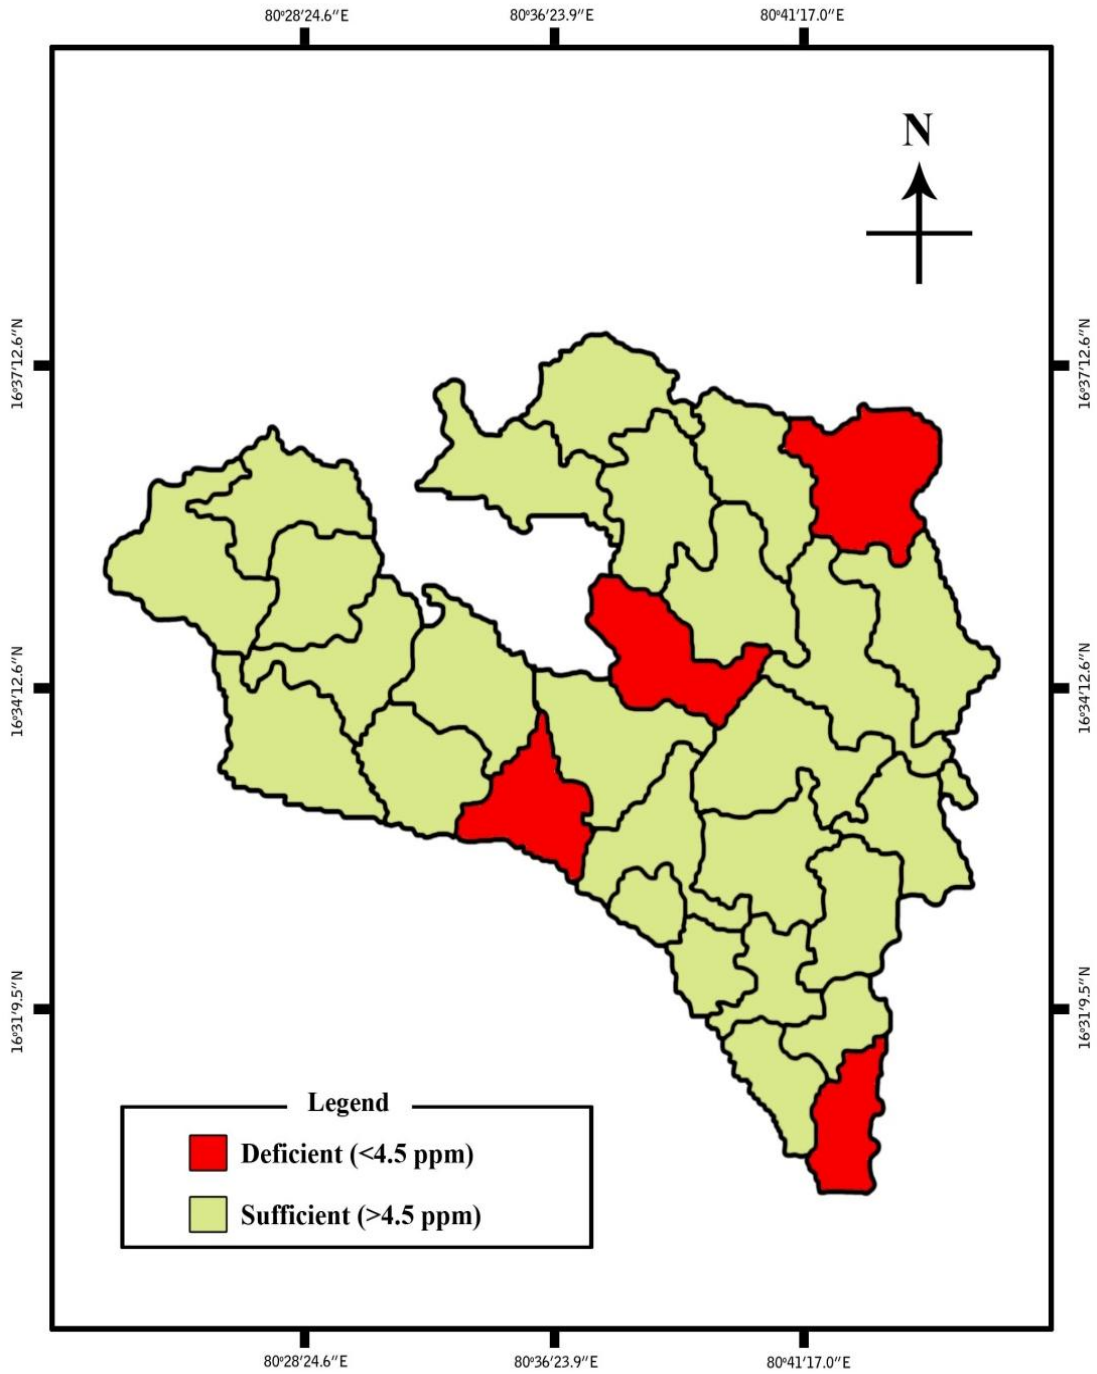 80°28'24.6"E
80°36'23.9"E
80°41'17.0"E
N
16°37'12.6"N
16°37'12.6"N
16°34'12.6"N
16°34'12.6"N
16°31'9.5"N
16°31'9.5"N
Legend
Deficient (<4.5 ppm)
Sufficient (>4.5 ppm)
80°28'24.6"E
80°36'23.9"E
80°41'17.0"E